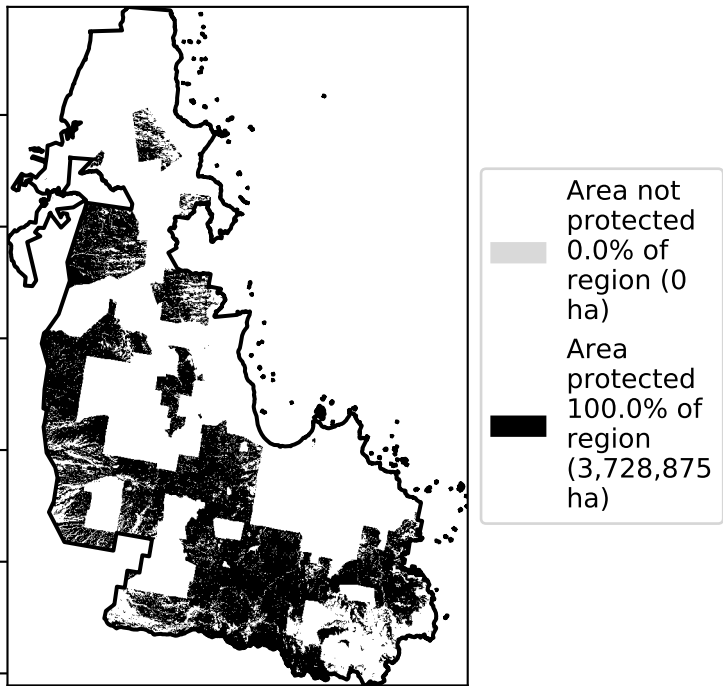 Area not
protected
0.0% of
region (0
ha)
Area
protected
100.0% of
region
(3,728,875
ha)